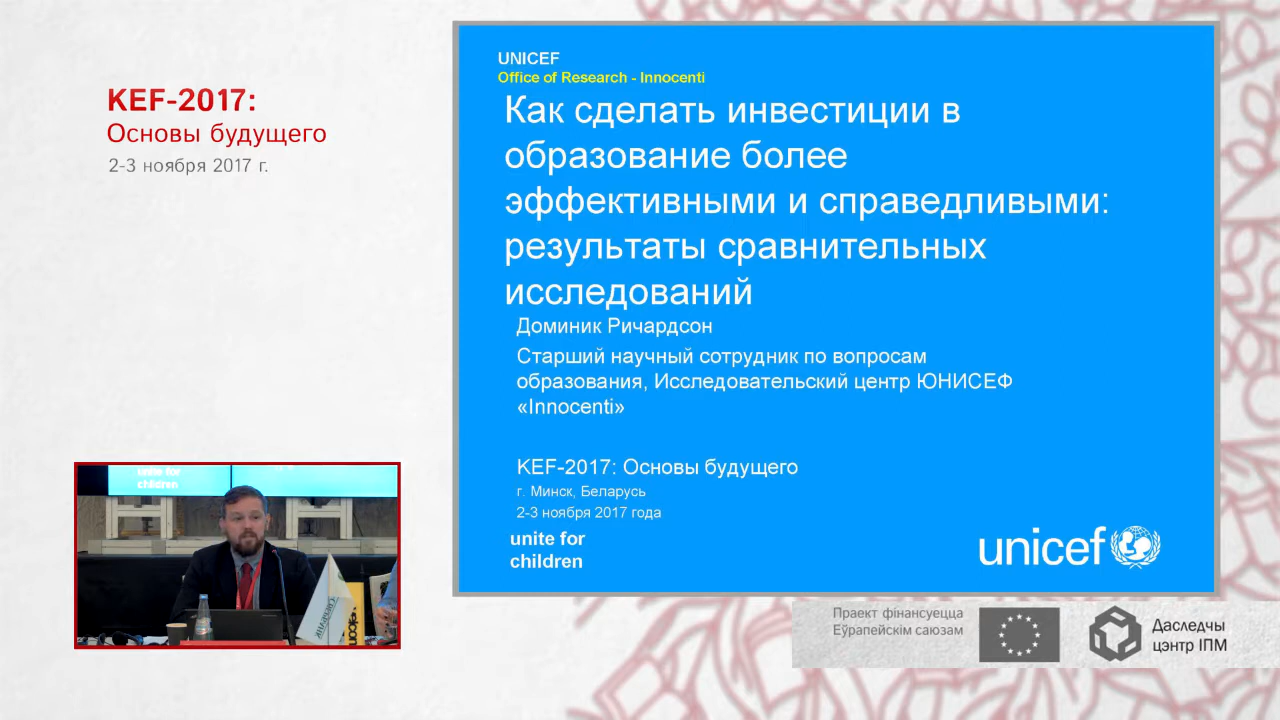 KEF-2017:
Основы будущего
2-3 ноября 2017 г.
UNICEF
Office of Research - Innocenti
Как сделать инвестиции в
образование более
эффективными и справедливыми:
результаты сравнительных
исследований
Доминик Ричардсон
Старший научный сотрудник по вопросам
образования, Исследовательский центр ЮНИСЕФ
«Innocenti»
KEF-2017: Основы будущего
г. Минск, Беларусь
2-3 ноября 2017 года
unite for
children
unicef
unite for
children
Праект фінансуецца
Еўрапейскім саюзам
Даследчы
цэнтр ІПМ